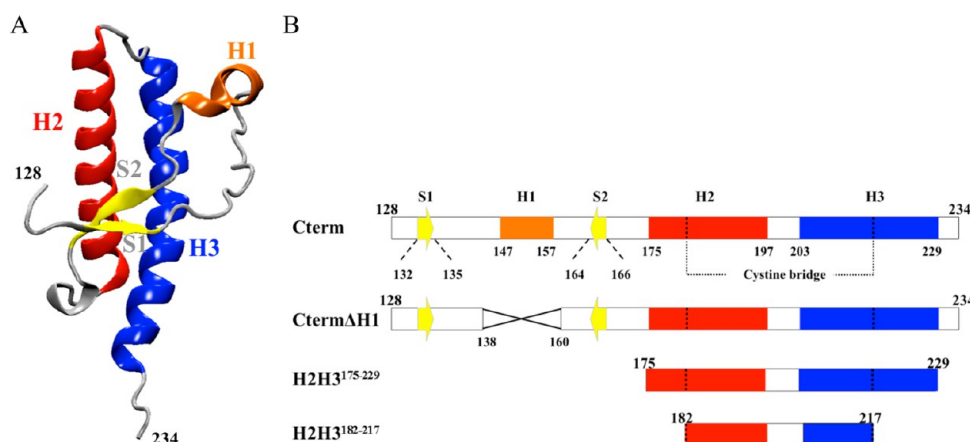 A
H1
H2
128
S2
S1
H3
234
B
S1 H1 S2 H2 H3
128 234
Cterm
147 157 175 197 203 229
132 135 164 166 Cystine bridge
128 234
CtermΔH1
138 160
175 229
H2H3¹⁷⁵⁻²²⁹
182 217
H2H3¹⁸²⁻²¹⁷